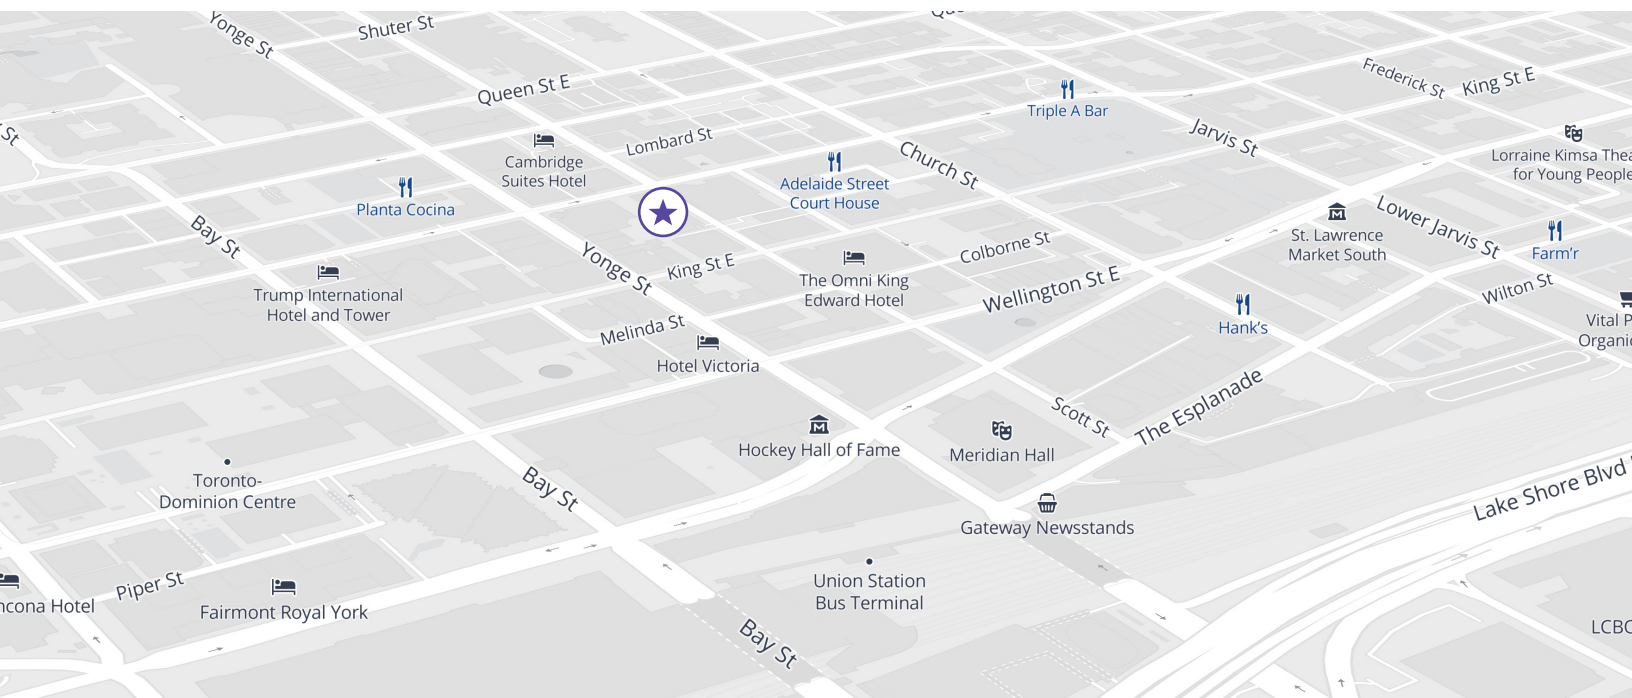 Yonge St
Shuter St
Queen St E
Frederick St
King St E
Triple A Bar
Jarvis St
St
Lombard St
Cambridge
Suites Hotel
Church St
Lorraine Kimsa
for Young People
Adelaide Street
Court House
Planta Cocina
Bay St
Yonge St
King St E
Colborne St
St. Lawrence
Market South
Lower Jarvis St
Farm'r
Trump International
Hotel and Tower
The Omni King
Edward Hotel
Wellington St E
Wilton St
Melinda St
Hank's
Hotel Victoria
Scott St
The Esplanade
Hockey Hall of Fame
Meridian Hall
Toronto-
Dominion Centre
Bay St
Lake Shore Blvd
Gateway Newsstands
Piper St
Hotel
Fairmont Royal York
Union Station
Bus Terminal
Bay St